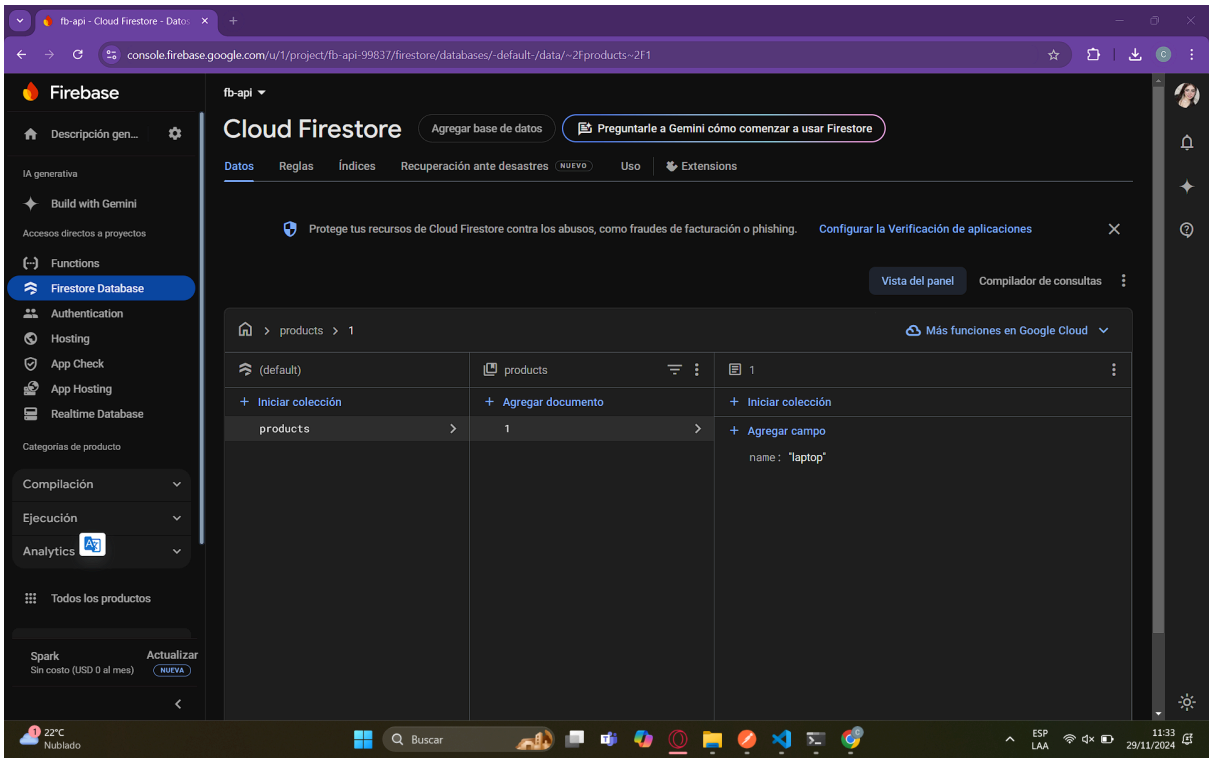 fb-api - Cloud Firestore - Datos
console.firebase.google.com/u/1/project/fb-api-99837/firestore/databases/-default-/data/~2Fproducts~2F1
C
Firebase
Descripción gen...
IA generativa
Build with Gemini
Accesos directos a proyectos
Functions
Firestore Database
Authentication
Hosting
App Check
App Hosting
Realtime Database
Categorías de producto
Compilación
Ejecución
Analytics
Todos los productos
Spark
Sin costo (USD 0 al mes)
Actualizar
NUEVA
fb-api
Cloud Firestore
Agregar base de datos
Preguntarle a Gemini cómo comenzar a usar Firestore
Datos Reglas Índices Recuperación ante desastres NUEVO Uso Extensions
Protege tus recursos de Cloud Firestore contra los abusos, como fraudes de facturación o phishing. Configurar la Verificación de aplicaciones
Vista del panel Compilador de consultas
products > 1
Más funciones en Google Cloud
(default)
+ Iniciar colección
products
products
+ Agregar documento
1
1
+ Iniciar colección
+ Agregar campo
name: "laptop"
1
22°C
Nublado
Buscar
ESP
LAA
11:33
29/11/2024